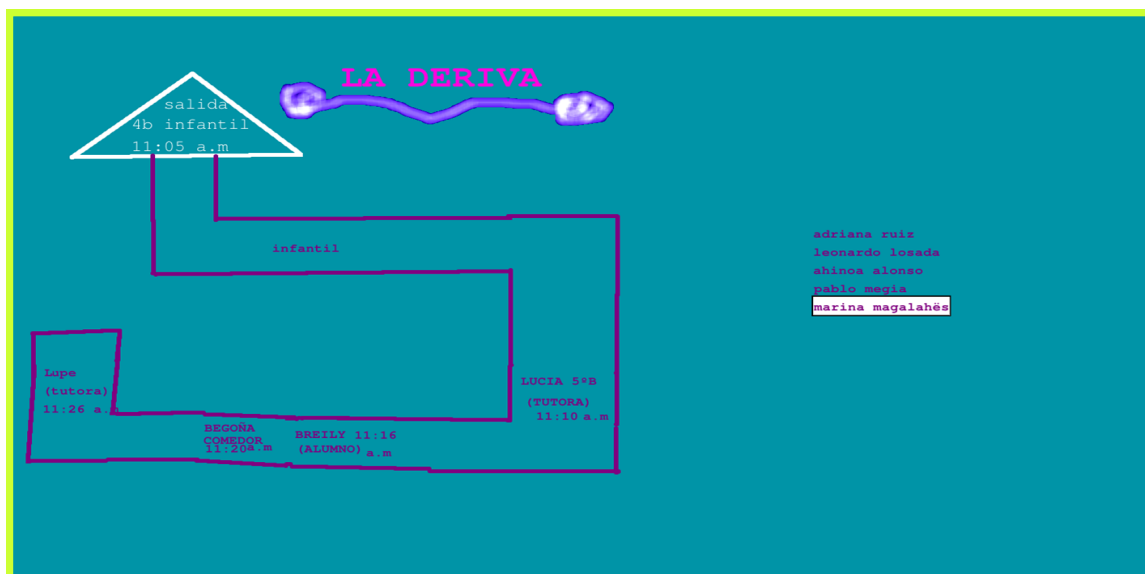 LA DERIVA
salida
4b infantil
11:05 a.m
infantil
adriana ruiz
leonardo losada
ahinoa alonso
pablo megia
marina magalahës
Lupe
(tutora)
11:26 a.m
LUCIA 5ºB
(TUTORA)
11:10 a.m
BEGOÑA
COMEDOR
11:20 a.m
BREILY 11:16
(ALUMNO) a.m